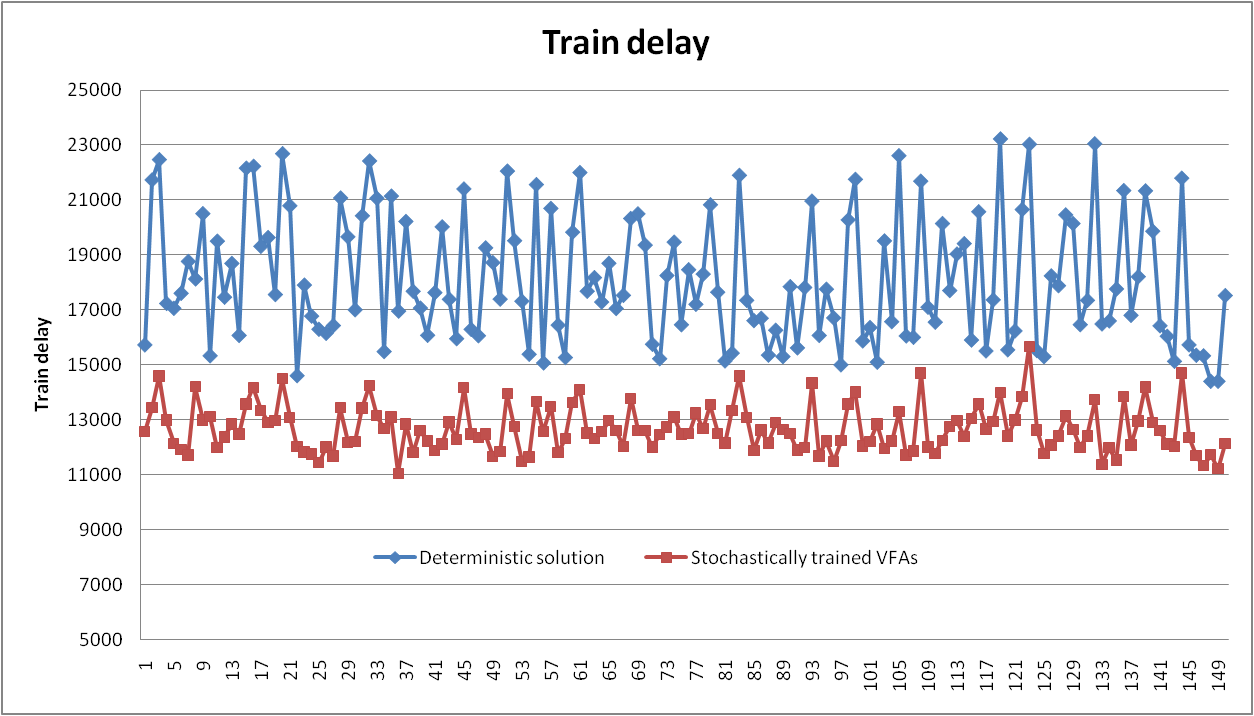 Train delay
25000
23000
21000
19000
17000
15000
13000
11000
9000
7000
5000
Train delay
Deterministic solution
Stochastically trained VFAs
1 5 9 13 17 21 25 29 33 37 41 45 49 53 57 61 65 69 73 77 81 85 89 93 97 101 105 109 113 117 121 125 129 133 137 141 145 149